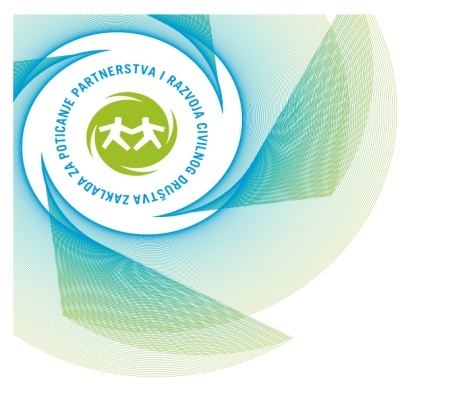 ZAKLADA ZA POTICANJE PARTNERSTVA I RAZVOJA CIVILNOG DRUŠTVA